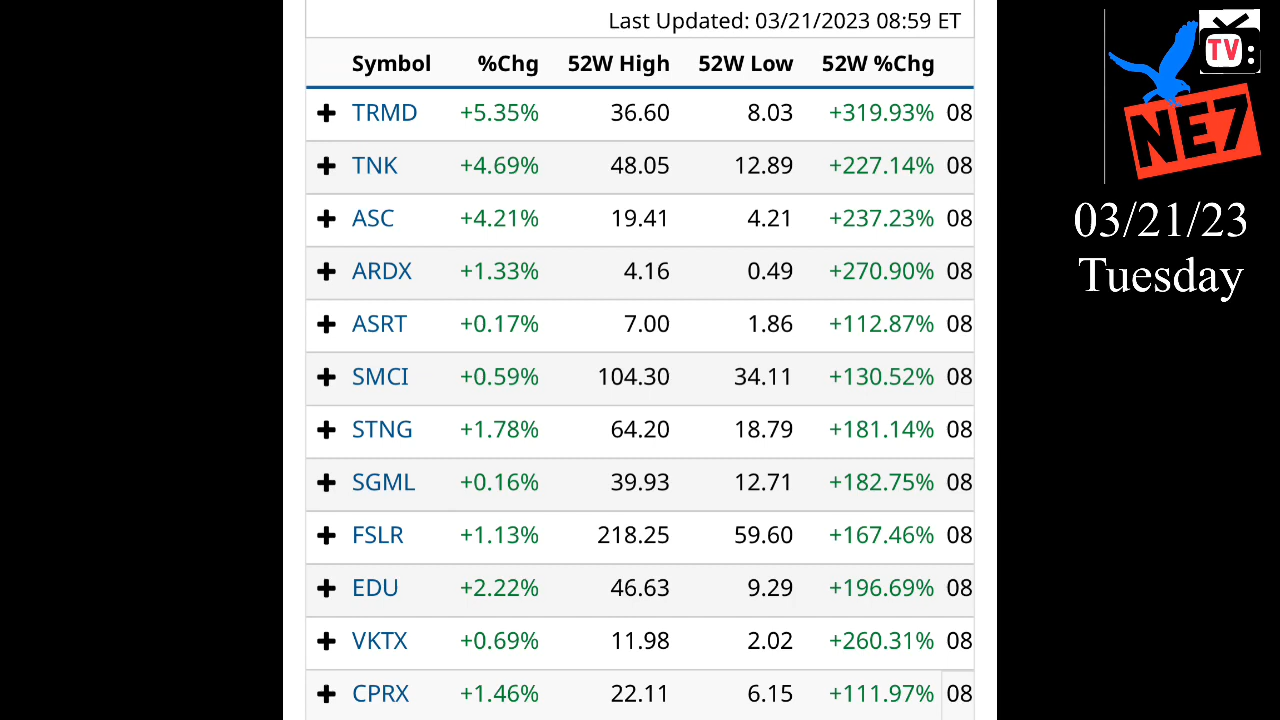 Last Updated: 03/21/2023 08:59 ET
Symbol %Chg 52W High 52W Low 52W %Chg
TRMD +5.35% 36.60 8.03 +319.93% 08
TNK +4.69% 48.05 12.89 +227.14% 08
ASC +4.21% 19.41 4.21 +237.23% 08
ARDX +1.33% 4.16 0.49 +270.90% 08
ASRT +0.17% 7.00 1.86 +112.87% 08
SMCI +0.59% 104.30 34.11 +130.52% 08
STNG +1.78% 64.20 18.79 +181.14% 08
SGML +0.16% 39.93 12.71 +182.75% 08
FSLR +1.13% 218.25 59.60 +167.46% 08
EDU +2.22% 46.63 9.29 +196.69% 08
VKTX +0.69% 11.98 2.02 +260.31% 08
CPRX +1.46% 22.11 6.15 +111.97% 08
TV:
NE7
03/21/23
Tuesday